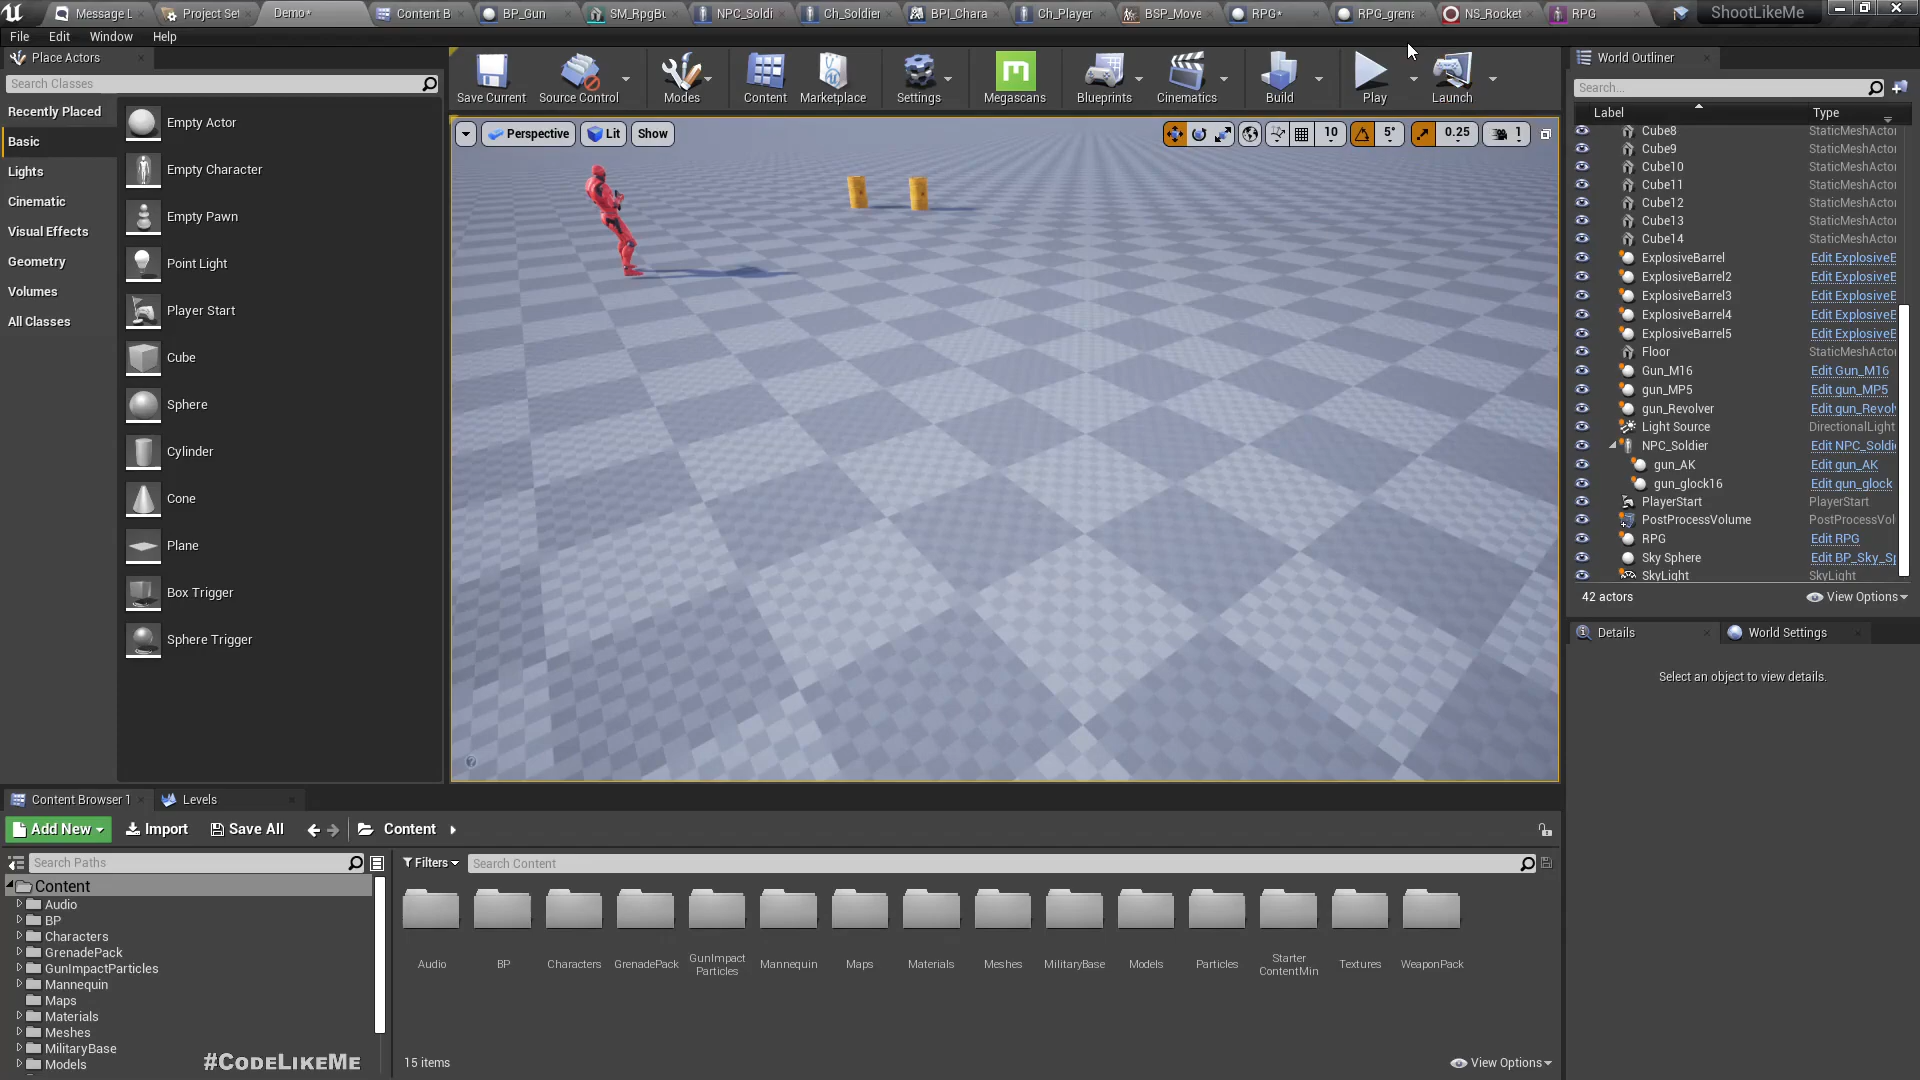 Message L
Project Set
Demo*
Content B
BP_Gun
SM_RpgBu
NPC_Soldi
Ch_Soldier
BPI_Chara
Ch_Player
BSP_Move
RPG*
RPG_grena
NS_Rocket
RPG
ShootLikeMe
File Edit Window Help
Place Actors
Search Classes
Recently Placed
Basic
Lights
Cinematic
Visual Effects
Geometry
Volumes
All Classes
Empty Actor
Empty Character
Empty Pawn
Point Light
Player Start
Cube
Sphere
Cylinder
Cone
Plane
Box Trigger
Sphere Trigger
Save Current
Source Control
Modes
Content
Marketplace
Settings
Megascans
Blueprints
Cinematics
Build
Play
Launch
Perspective
Lit
Show
10
5°
0.25
1
World Outliner
Search...
Label Type
Cube8 StaticMeshActor
Cube9 StaticMeshActor
Cube10 StaticMeshActor
Cube11 StaticMeshActor
Cube12 StaticMeshActor
Cube13 StaticMeshActor
Cube14 StaticMeshActor
ExplosiveBarrel Edit ExplosiveB
ExplosiveBarrel2 Edit ExplosiveB
ExplosiveBarrel3 Edit ExplosiveB
ExplosiveBarrel4 Edit ExplosiveB
ExplosiveBarrel5 Edit ExplosiveB
Floor StaticMeshActor
Gun_M16 Edit Gun_M16
gun_MP5 Edit gun_MP5
gun_Revolver Edit gun_Revolv
Light Source DirectionalLight
NPC_Soldier Edit NPC_Soldi
gun_AK Edit gun_AK
gun_glock16 Edit gun_glock
PlayerStart PlayerStart
PostProcessVolume PostProcessVol
RPG Edit RPG
Sky Sphere Edit BP_Sky_Sp
SkyLight SkyLight
42 actors
View Options
Details
World Settings
Select an object to view details.
Content Browser 1
Levels
Add New
Import
Save All
Content
Search Paths
Filters
Search Content
Content
Audio
BP
Characters
GrenadePack
GunImpactParticles
Mannequin
Maps
Materials
Meshes
MilitaryBase
Models
Audio
BP
Characters
GrenadePack
GunImpact
Particles
Mannequin
Maps
Materials
Meshes
MilitaryBase
Models
Particles
Starter
ContentMin
Textures
WeaponPack
15 items
View Options
#CodeLikeMe